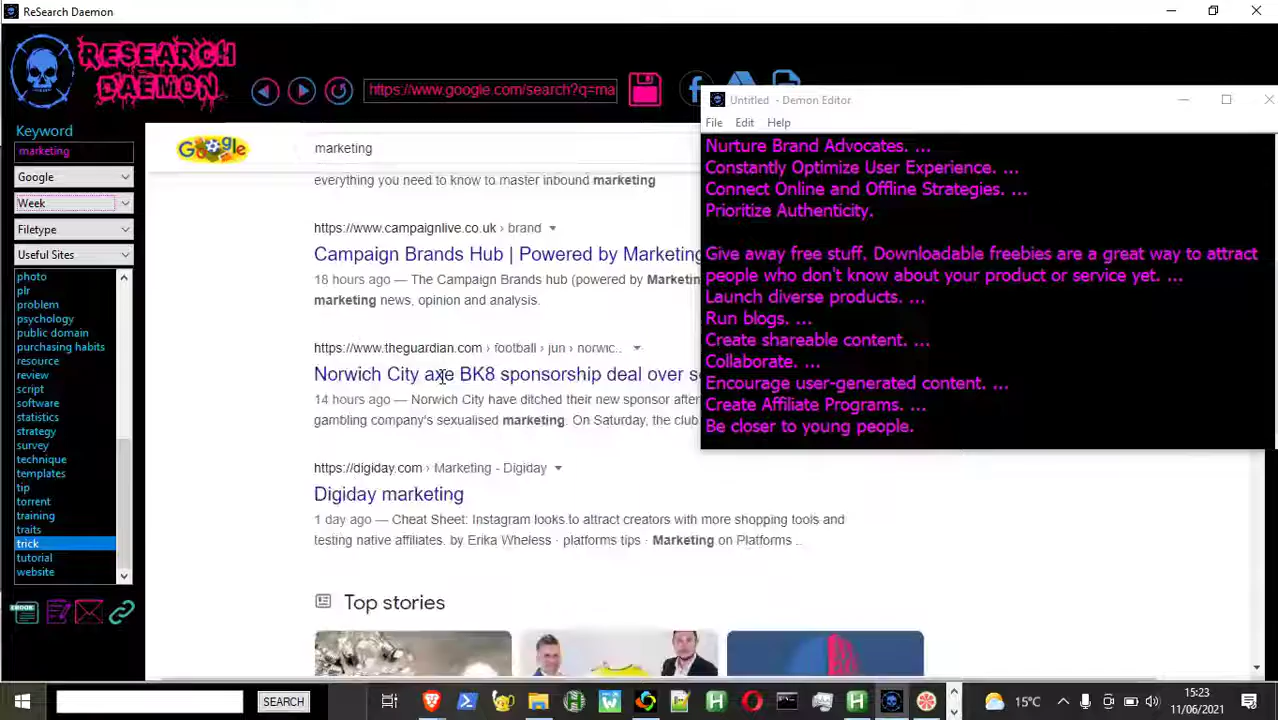 ReSearch Daemon
RESEARCH
DAEMON
https://www.google.com/search?q=ma
Keyword
marketing
Google
Week
Filetype
Useful Sites
photo
plr
problem
psychology
public domain
purchasing habits
resource
review
script
software
statistics
strategy
survey
technique
templates
tip
torrent
training
traits
trick
tutorial
website
Google
marketing
everything you need to know to master inbound marketing
https://www.campaignlive.co.uk › brand
Campaign Brands Hub | Powered by Marketing
18 hours ago — The Campaign Brands hub (powered by Market
marketing news, opinion and analysis.
https://www.theguardian.com › football › jun › norwic..
Norwich City axe BK8 sponsorship deal over s
14 hours ago — Norwich City have ditched their new sponsor after
gambling company's sexualised marketing. On Saturday, the club
https://digiday.com › Marketing - Digiday
Digiday marketing
1 day ago — Cheat Sheet: Instagram looks to attract creators with more shopping tools and
testing native affiliates. by Erika Wheless · platforms tips · Marketing on Platforms ..
Top stories
Untitled - Demon Editor
File Edit Help
Nurture Brand Advocates. ...
Constantly Optimize User Experience. ...
Connect Online and Offline Strategies. ...
Prioritize Authenticity.
Give away free stuff. Downloadable freebies are a great way to attract
people who don't know about your product or service yet. ...
Launch diverse products. ...
Run blogs. ...
Create shareable content. ...
Collaborate. ...
Encourage user-generated content. ...
Create Affiliate Programs. ...
Be closer to young people.
SEARCH
15°C
15:23
11/06/2021